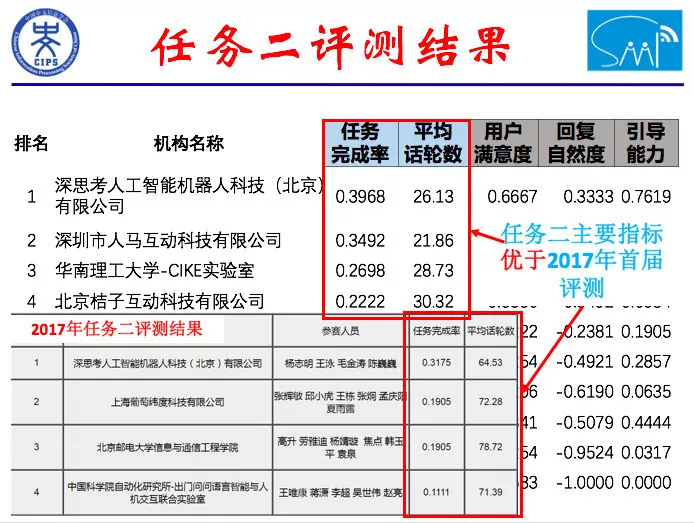 任务二评测结果
CIPS
SMP
排名 机构名称 任务完成率 平均话轮数 用户满意度 回复自然度 引导能力
1 深思考人工智能机器人科技（北京）有限公司 0.3968 26.13 0.6667 0.3333 0.7619
2 深圳市人马互动科技有限公司 0.3492 21.86
3 华南理工大学-CIKE实验室 0.2698 28.73
4 北京桔子互动科技有限公司 0.2222 30.32
任务二主要指标
优于2017年首届
评测
22 -0.2381 0.1905
54 -0.4921 0.2857
-0.6190 0.0635
41 -0.5079 0.4444
54 -0.9524 0.0317
-1.0000 0.0000
2017年任务二评测结果
参赛人员 任务完成率 平均话轮数
1 深思考人工智能机器人科技（北京）有限公司 杨志明 王泳 毛金涛 陈巍巍 0.3175 64.53
2 上海葡萄纬度科技有限公司 张辉敏 邱小虎 王栋 张炯 孟庆阳 夏雨露 0.1905 72.28
3 北京邮电大学信息与通信工程学院 高升 劳雅迪 杨靖璇 焦点 韩玉平 袁泉 0.1905 78.72
4 中国科学院自动化研究所-出门问问语言智能与人机交互联合实验室 王唯康 蒋潇 李超 吴世伟 赵亮 0.1111 71.39